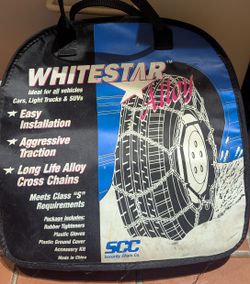 WHITESTAR™
Alloy
Ideal for all vehicles
Cars, Light Trucks & SUVs
★ Easy
Installation
★ Aggressive
Traction
★ Long Life Alloy
Cross Chains
Meets Class "S"
Requirements
Package includes:
Rubber Tighteners
Plastic Gloves
Plastic Ground Cover
Accessory Kit
Made in China
SCC
Security Chain Co.